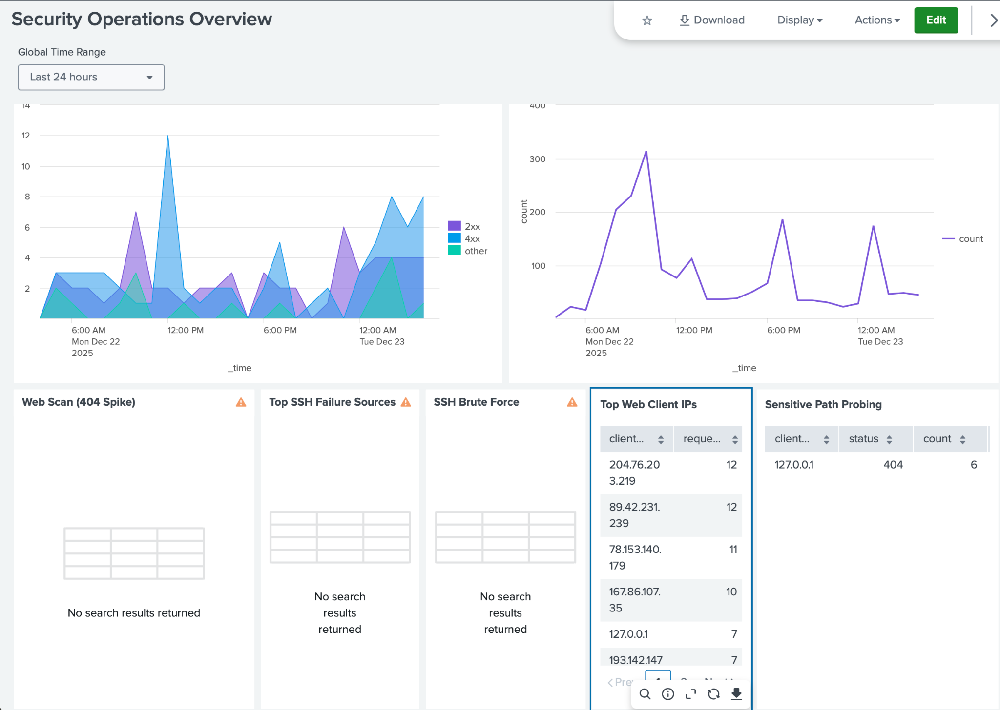 Security Operations Overview
Download
Display
Actions
Edit
Global Time Range
Last 24 hours
14
12
10
8
6
4
2
6:00 AM
Mon Dec 22
2025
12:00 PM
6:00 PM
12:00 AM
Tue Dec 23
_time
2xx
4xx
other
400
300
200
100
count
6:00 AM
Mon Dec 22
2025
12:00 PM
6:00 PM
12:00 AM
Tue Dec 23
_time
count
Web Scan (404 Spike)
No search results returned
Top SSH Failure Sources
No search
results
returned
SSH Brute Force
No search
results
returned
Top Web Client IPs
client... reque...
204.76.20 12
3.219
89.42.231. 12
239
78.153.140. 11
179
167.86.107. 10
35
127.0.0.1 7
193.142.147 7
Pre
Sensitive Path Probing
client... status count
127.0.0.1 404 6